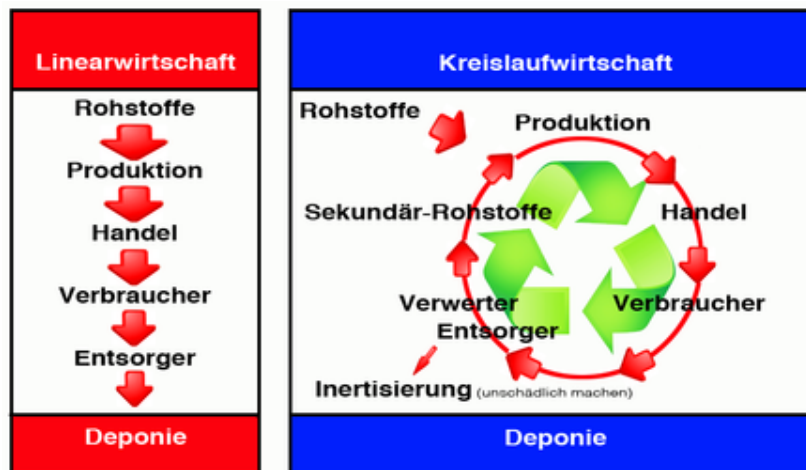 Linearwirtschaft
Rohstoffe
Produktion
Handel
Verbraucher
Entsorger
Deponie
Kreislaufwirtschaft
Rohstoffe
Produktion
Sekundär-Rohstoffe
Handel
Verwerter
Verbraucher
Entsorger
Inertisierung (unschädlich machen)
Deponie